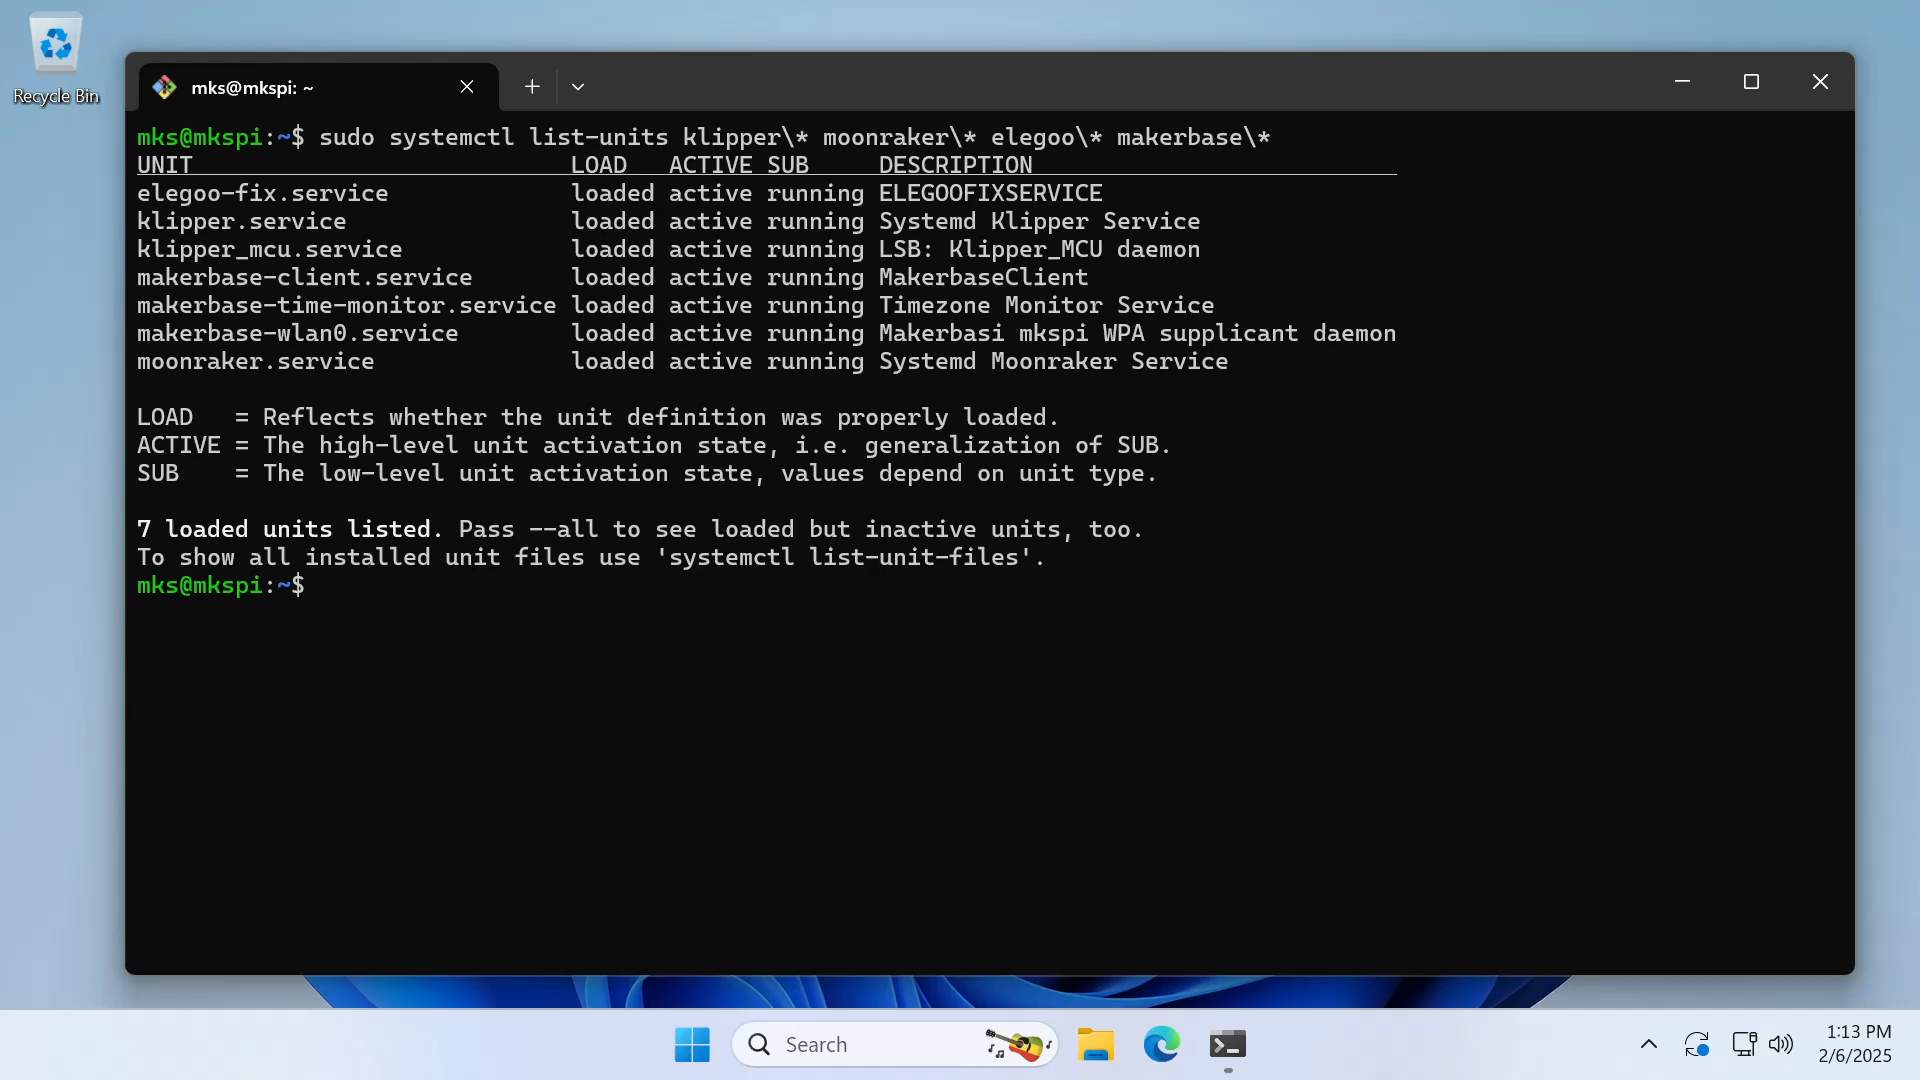 Recycle Bin
mks@mkspi: ~
mks@mkspi:~$ sudo systemctl list-units klipper\* moonraker\* elegoo\* makerbase\*
UNIT LOAD ACTIVE SUB DESCRIPTION
elegoo-fix.service loaded active running ELEGOOFIXSERVICE
klipper.service loaded active running Systemd Klipper Service
klipper_mcu.service loaded active running LSB: Klipper_MCU daemon
makerbase-client.service loaded active running MakerbaseClient
makerbase-time-monitor.service loaded active running Timezone Monitor Service
makerbase-wlan0.service loaded active running Makerbasi mkspi WPA supplicant daemon
moonraker.service loaded active running Systemd Moonraker Service
LOAD = Reflects whether the unit definition was properly loaded.
ACTIVE = The high-level unit activation state, i.e. generalization of SUB.
SUB = The low-level unit activation state, values depend on unit type.
7 loaded units listed. Pass --all to see loaded but inactive units, too.
To show all installed unit files use 'systemctl list-unit-files'.
mks@mkspi:~$
Search
1:13 PM
2/6/2025